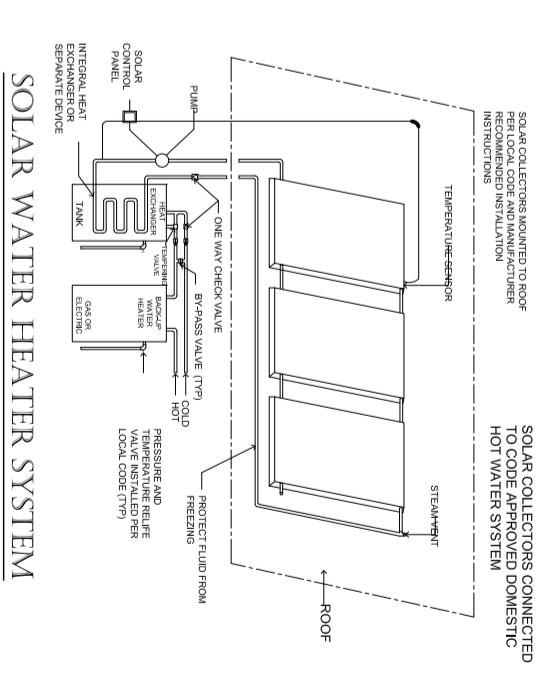 SOLAR COLLECTORS CONNECTED
TO CODE APPROVED DOMESTIC
HOT WATER SYSTEM
SOLAR COLLECTORS MOUNTED TO ROOF
PER LOCAL CODE AND MANUFACTURER
RECOMMENDED INSTALLATION
INSTRUCTIONS
TEMPERATURE SENSOR
STEAM VENT
ROOF
PUMP
SOLAR
CONTROL
PANEL
INTEGRAL HEAT
EXCHANGER OR
SEPARATE DEVICE
HEAT
EXCHANGER
TANK
TEMPERING
VALVE
ONE WAY CHECK VALVE
BY-PASS VALVE (TYP)
BACK-UP
WATER
HEATER
GAS OR
ELECTRIC
COLD
HOT
PRESSURE AND
TEMPERATURE RELIFE
VALVE INSTALLED PER
LOCAL CODE (TYP)
PROTECT FLUID FROM
FREEZING
SOLAR WATER HEATER SYSTEM